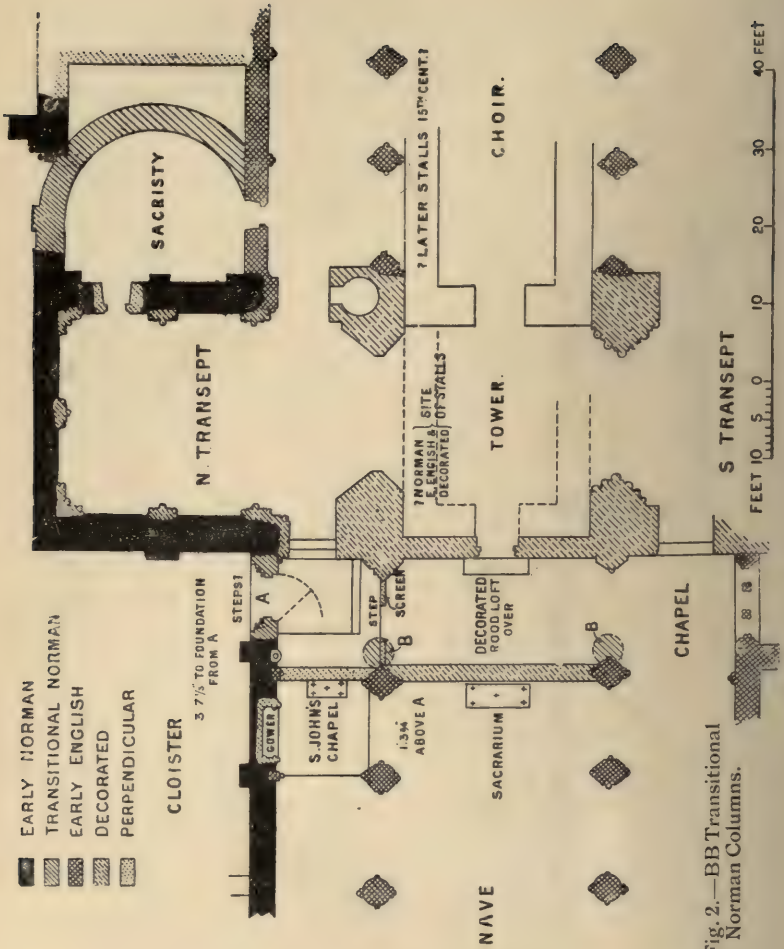 EARLY NORMAN
TRANSITIONAL NORMAN
EARLY ENGLISH
DECORATED
PERPENDICULAR
CLOISTER
3 7½" TO FOUNDATION
FROM A
STEPS?
A
N. TRANSEPT
SACRISTY
GOWER
S. JOHN'S
CHAPEL
1.3¾
ABOVE A
STEP
SCREEN
B
?NORMAN
E. ENGLISH &
DECORATED
SITE
OF STALLS
? LATER STALLS 15TH CENT.?
NAVE
SACRARIUM
DECORATED
ROOD LOFT
OVER
TOWER.
CHOIR.
B
CHAPEL
S TRANSEPT
FEET 10 5 0 10 20 30 40 FEET
Fig. 2.—BB Transitional
Norman Columns.